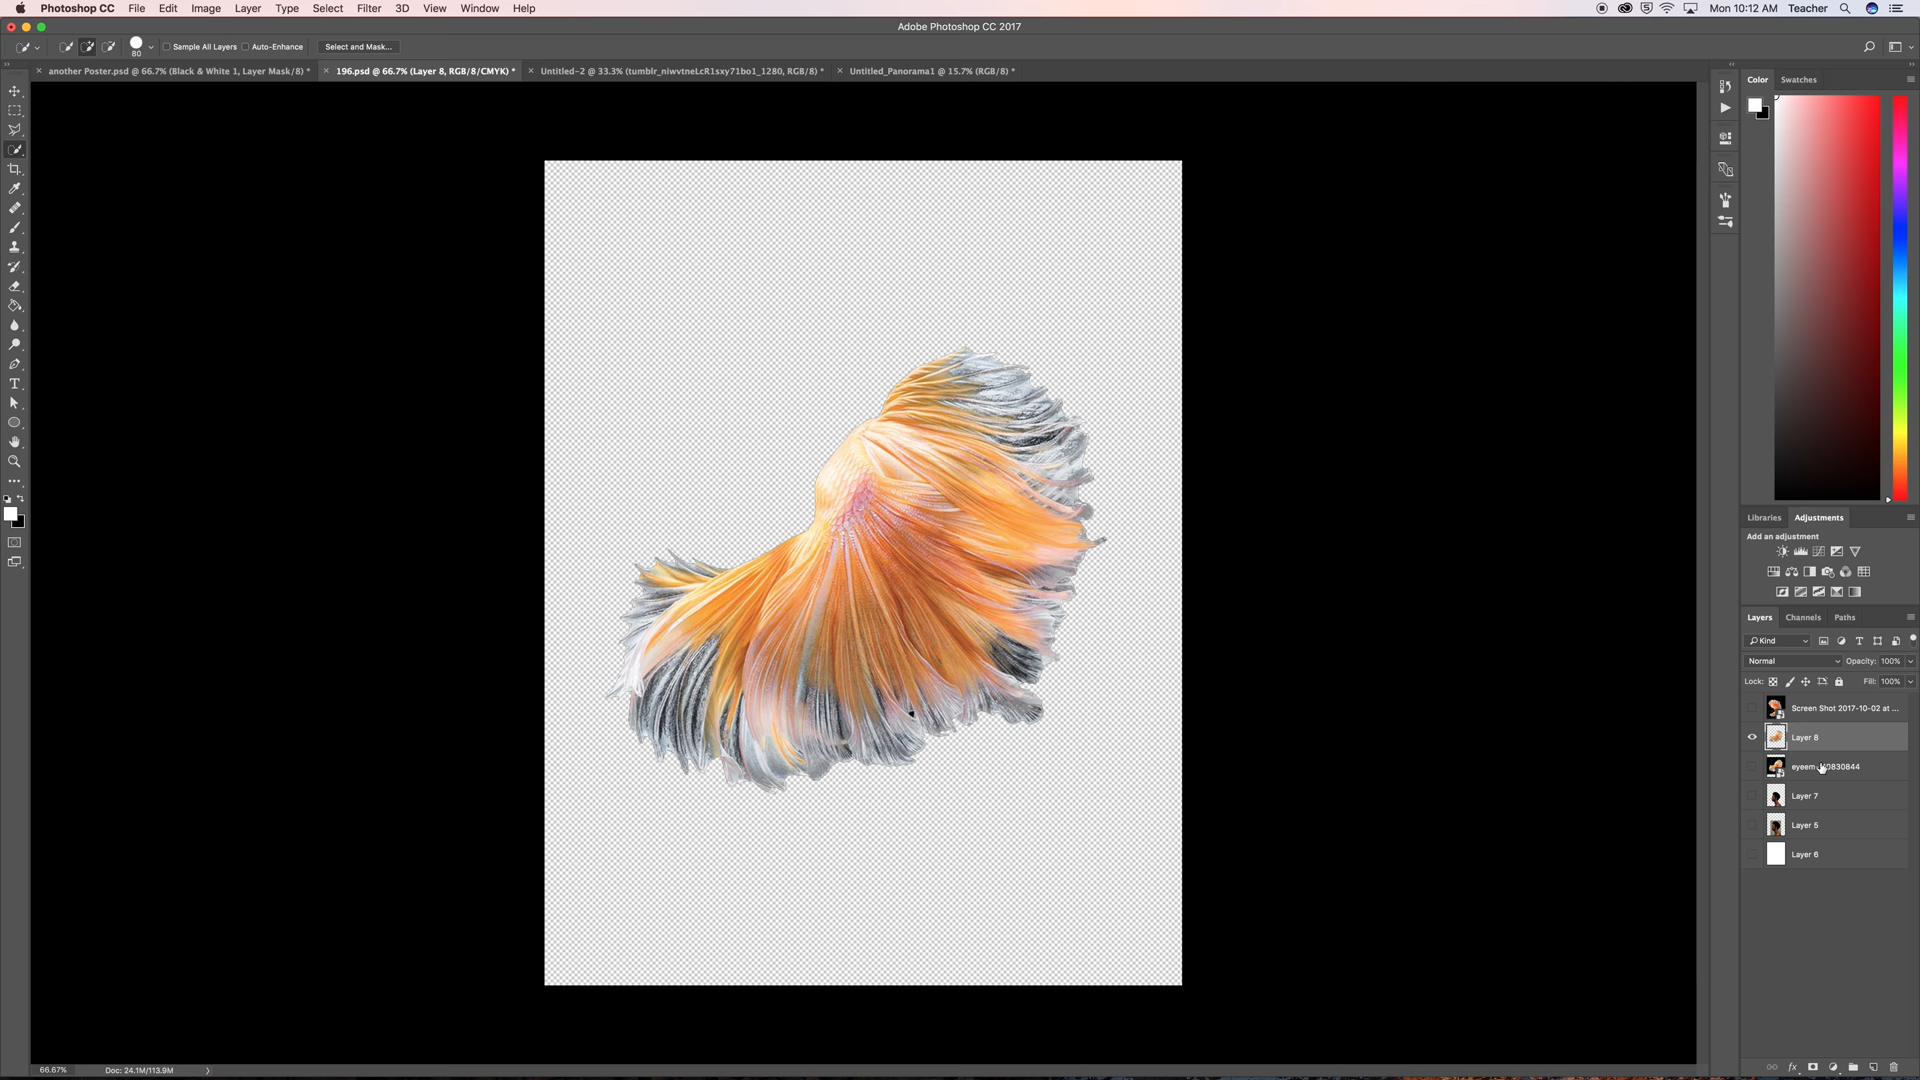 Photoshop CC File Edit Image Layer Type Select Filter 3D View Window Help
Mon 10:12 AM Teacher
Adobe Photoshop CC 2017
80 Sample All Layers Auto-Enhance Select and Mask...
another Poster.psd @ 66.7% (Black & White 1, Layer Mask/8) *
196.psd @ 66.7% (Layer 8, RGB/8/CMYK) *
Untitled-2 @ 33.3% (tumblr_niwvtneLcR1sxy71bo1_1280, RGB/8) *
Untitled_Panorama1 @ 15.7% (RGB/8) *
Color Swatches
Libraries Adjustments
Add an adjustment
Layers Channels Paths
Kind
Normal Opacity: 100%
Lock: Fill: 100%
Screen Shot 2017-10-02 at ...
Layer 8
Layer 7
Layer 5
Layer 6
66.67% Doc: 24.1M/113.9M